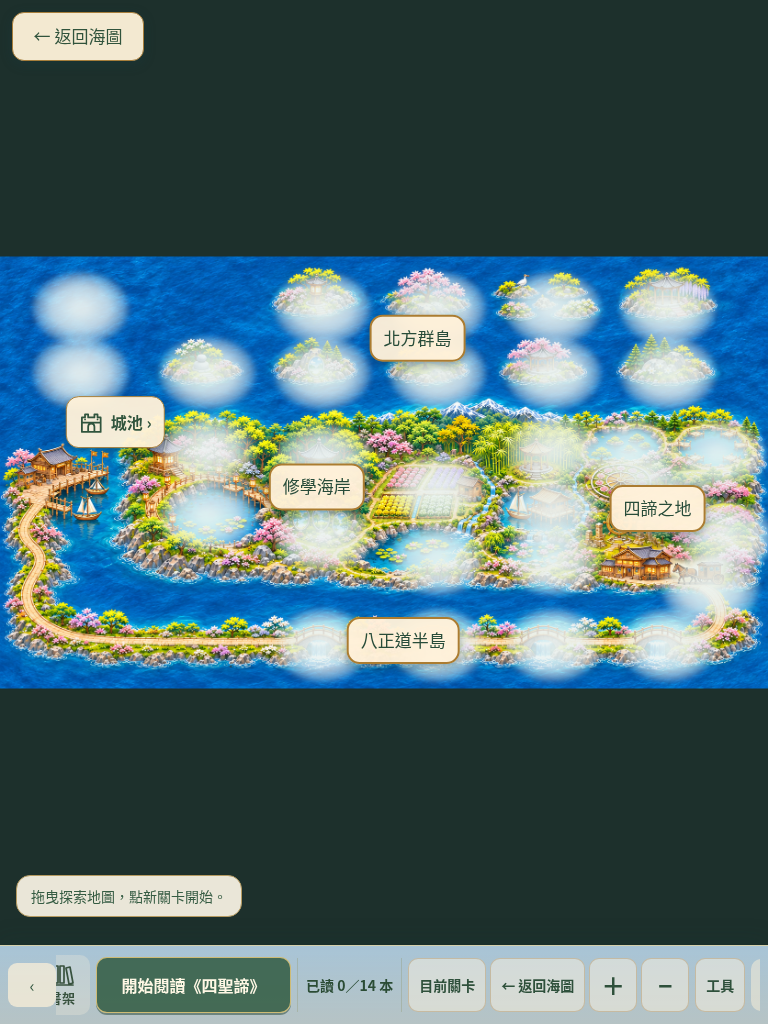 ← 返回海圖
北方群島
城池 ›
修學海岸
四諦之地
八正道半島
拖曳探索地圖，點新關卡開始。
‹
書架
開始閱讀《四聖諦》
已讀 0／14 本
目前關卡
← 返回海圖
+
−
工具